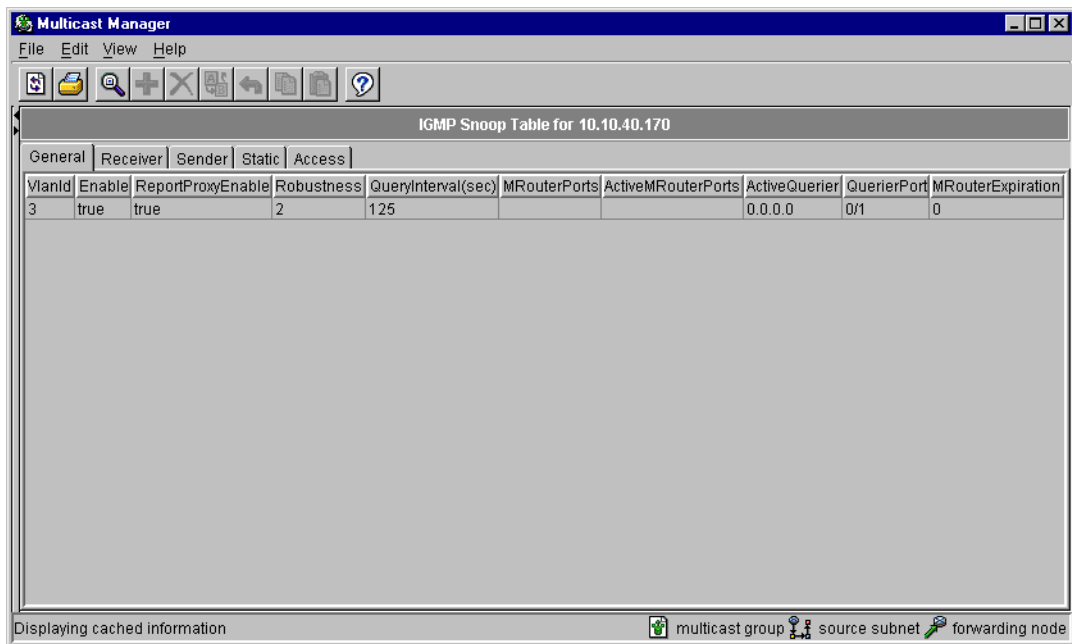 Multicast Manager
File Edit View Help
IGMP Snoop Table for 10.10.40.170
General Receiver Sender Static Access
VlanId Enable ReportProxyEnable Robustness QueryInterval(sec) MRouterPorts ActiveMRouterPorts ActiveQuerier QuerierPort MRouterExpiration
3 true true 2 125 0.0.0.0 0/1 0
Displaying cached information multicast group source subnet forwarding node